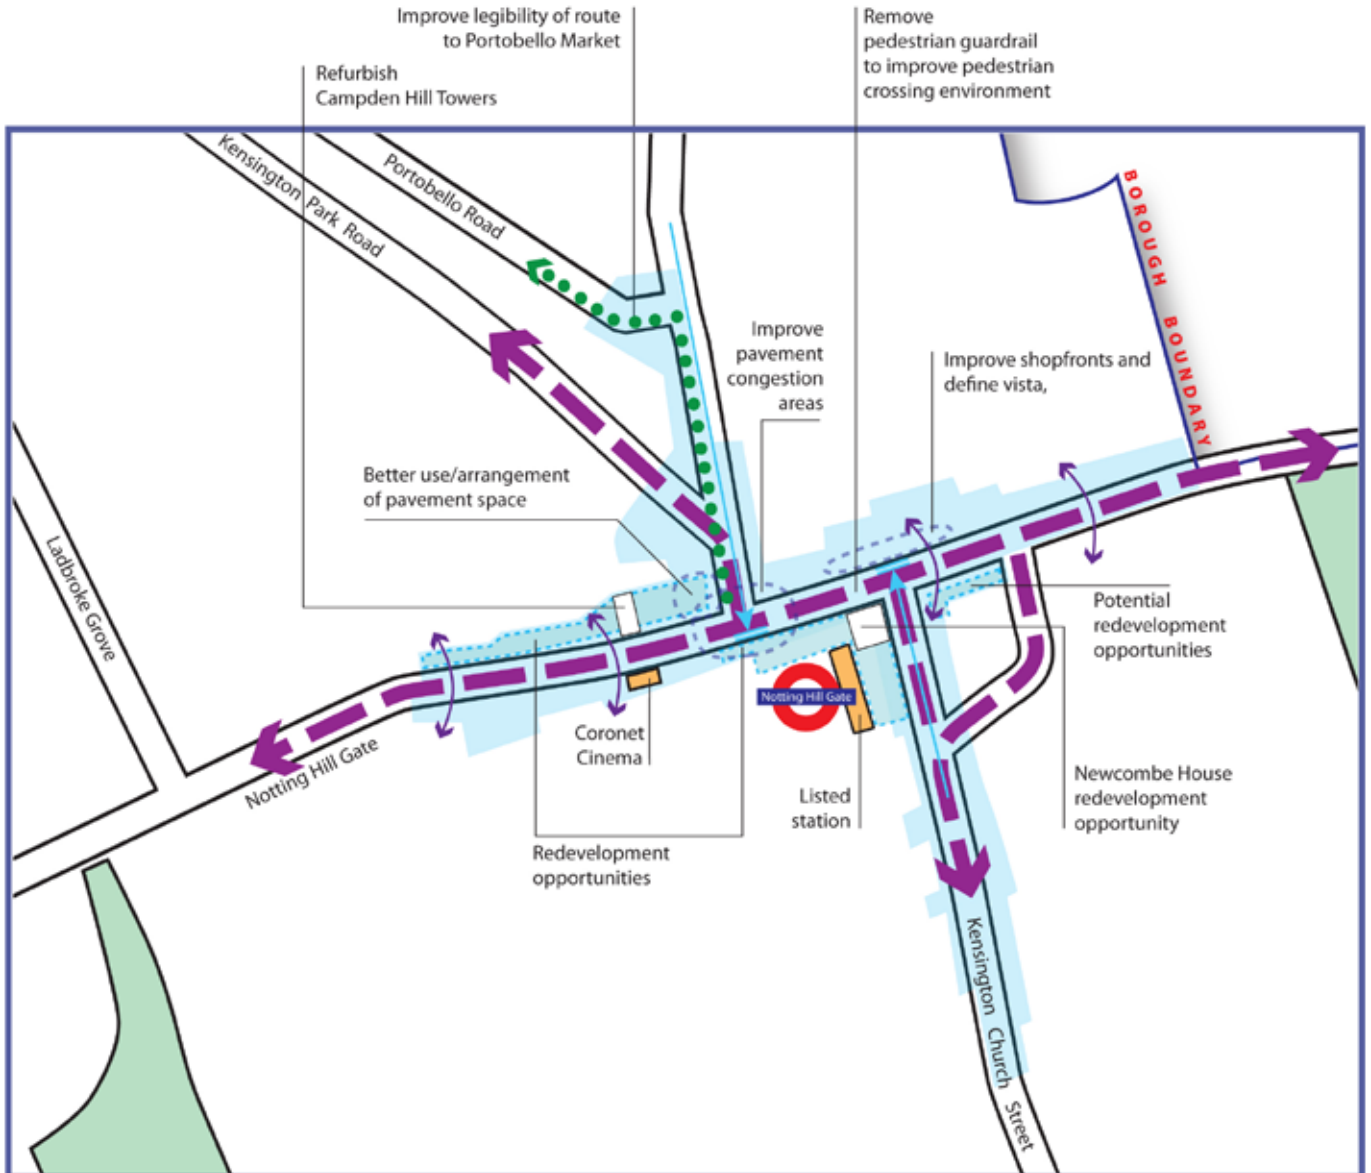 Improve legibility of route
to Portobello Market
Remove
pedestrian guardrail
to improve pedestrian
crossing environment
Refurbish
Campden Hill Towers
Kensington Park Road
Portobello Road
BOROUGH BOUNDARY
Improve
pavement
congestion
areas
Improve shopfronts and
define vista,
Better use/arrangement
of pavement space
Ladbroke Grove
Potential
redevelopment
opportunities
Notting Hill Gate
Coronet
Cinema
Notting Hill Gate
Listed
station
Newcombe House
redevelopment
opportunity
Redevelopment
opportunities
Kensington Church Street